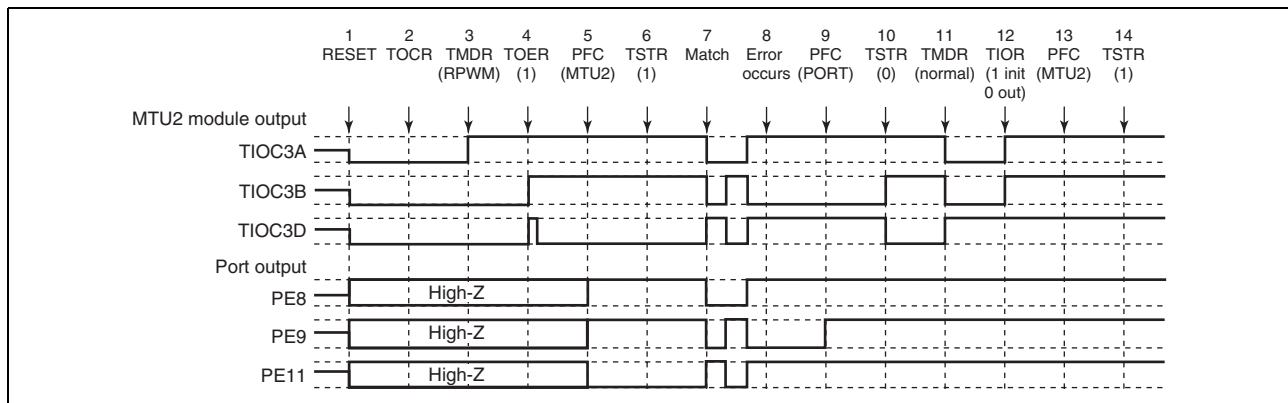 1 2 3 4 5 6 7 8 9 10 11 12 13 14
RESET TOCR TMDR TOER PFC TSTR Match Error PFC TSTR TMDR TIOR PFC TSTR
(RPWM) (1) (MTU2) (1) occurs (PORT) (0) (normal) (1 init (MTU2) (1)
0 out)
MTU2 module output
TIOC3A
TIOC3B
TIOC3D
Port output
PE8 High-Z
PE9 High-Z
PE11 High-Z